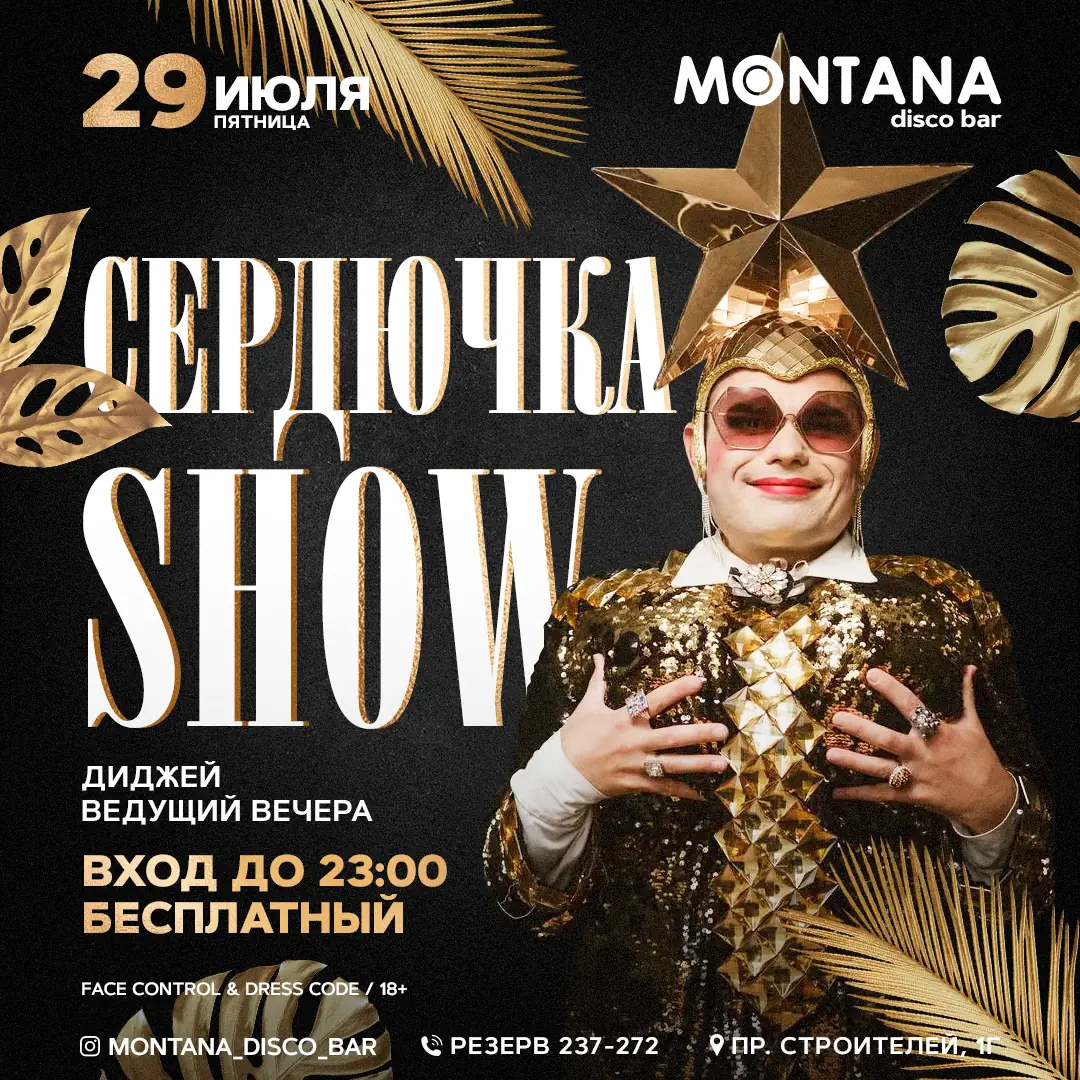 29 ИЮЛЯ
ПЯТНИЦА
MONTANA
disco bar
СЕРДЮЧКА
SHOW
ДИДЖЕЙ
ВЕДУЩИЙ ВЕЧЕРА
ВХОД ДО 23:00
БЕСПЛАТНЫЙ
FACE CONTROL & DRESS CODE / 18+
MONTANA_DISCO_BAR
РЕЗЕРВ 237-272
ПР. СТРОИТЕЛЕЙ, 1Г